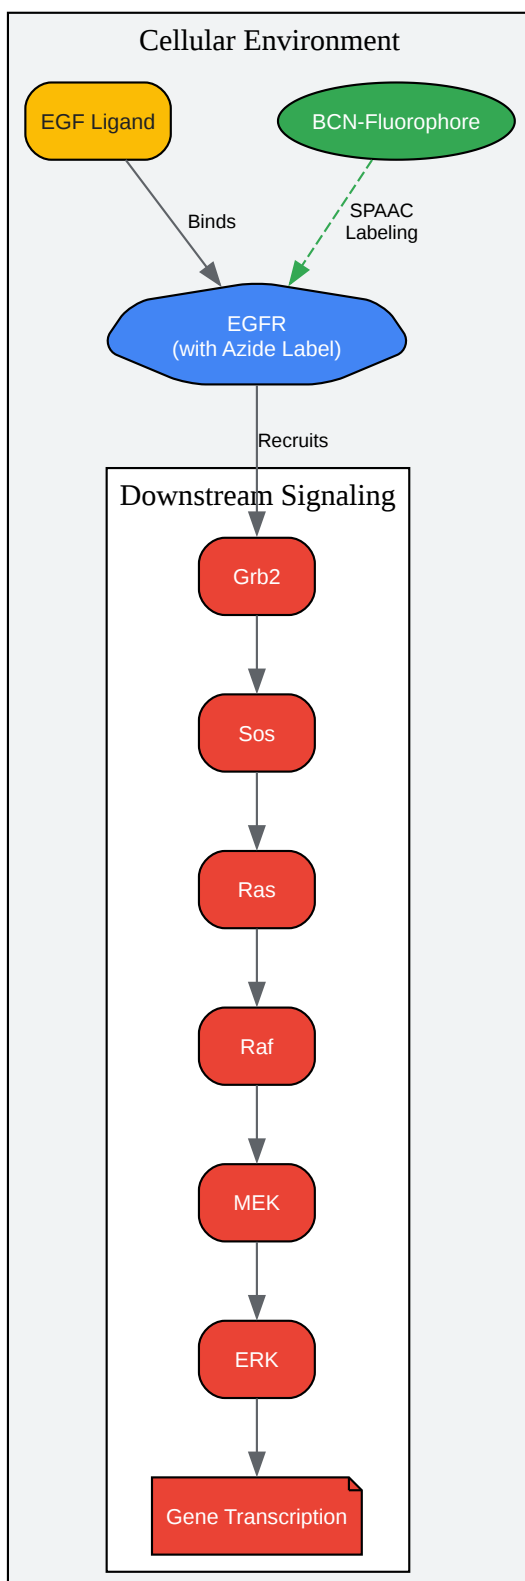 Cellular Environment
EGF Ligand
BCN-Fluorophore
Binds
SPAAC
Labeling
EGFR
(with Azide Label)
Recruits
Downstream Signaling
Grb2
Sos
Ras
Raf
MEK
ERK
Gene Transcription